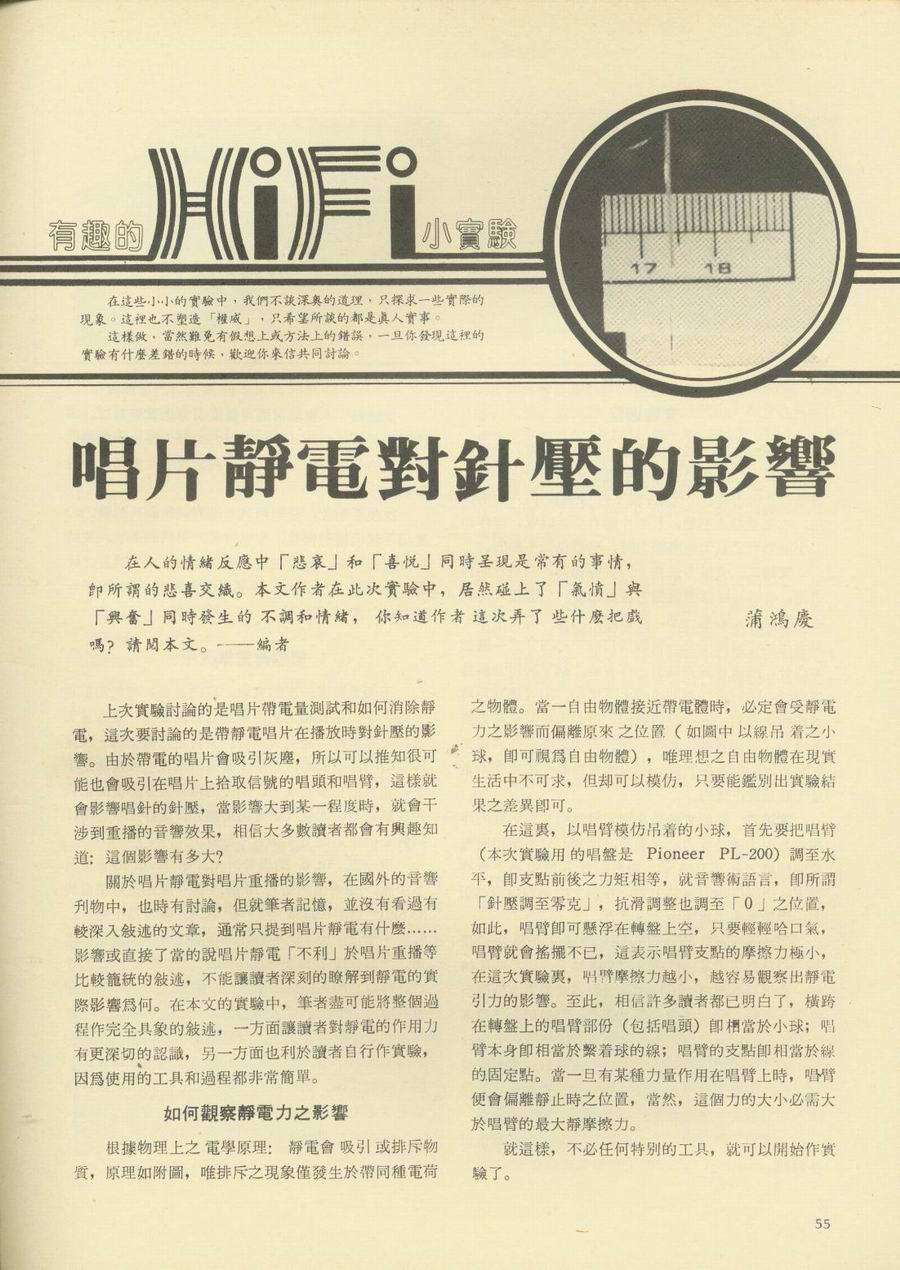 有趣的HiFi小實驗
17 18
在這些小小的實驗中，我們不談深奧的道理，只探求一些實際的
現象。這裡也不塑造「權威」，只希望所談的都是真人實事。
這樣做，當然難免有假想上或方法上的錯誤，一旦你發現這裡的
實驗有什麼差錯的時候，歡迎你來信共同討論。
唱片靜電對針壓的影響
在人的情緒反應中「悲哀」和「喜悅」同時呈現是常有的事情，
卽所謂的悲喜交織。本文作者在此次實驗中，居然碰上了「氣憤」與
「興奮」同時發生的不調和情緒，你知道作者這次弄了些什麼把戲
嗎？請閱本文。——編者
蒲鴻慶
上次實驗討論的是唱片帶電量測試和如何消除靜
電，這次要討論的是帶靜電唱片在播放時對針壓的影
響。由於帶電的唱片會吸引灰塵，所以可以推知很可
能也會吸引在唱片上拾取信號的唱頭和唱臂，這樣就
會影響唱針的針壓，當影響大到某一程度時，就會干
涉到重播的音響效果，相信大多數讀者都會有興趣知
道：這個影響有多大？
關於唱片靜電對唱片重播的影響，在國外的音響
刋物中，也時有討論，但就筆者記憶，並沒有看過有
較深入敍述的文章，通常只提到唱片靜電有什麼……
影響或直接了當的說唱片靜電「不利」於唱片重播等
比較籠統的敍述，不能讓讀者深刻的瞭解到靜電的實
際影響爲何。在本文的實驗中，筆者盡可能將整個過
程作完全具象的敍述，一方面讓讀者對靜電的作用力
有更深切的認識，另一方面也利於讀者自行作實驗，
因爲使用的工具和過程都非常簡單。
如何觀察靜電力之影響
根據物理上之電學原理：靜電會吸引或排斥物
質，原理如附圖，唯排斥之現象僅發生於帶同種電荷
之物體。當一自由物體接近帶電體時，必定會受靜電
力之影響而偏離原來之位置（如圖中以線吊着之小
球，卽可視爲自由物體），唯理想之自由物體在現實
生活中不可求，但却可以模仿，只要能鑑別出實驗結
果之差異卽可。
在這裏，以唱臂模仿吊着的小球，首先要把唱臂
（本次實驗用的唱盤是 Pioneer PL-200）調至水
平，卽支點前後之力矩相等，就音響術語言，卽所謂
「針壓調至零克」，抗滑調整也調至「0」之位置，
如此，唱臂卽可懸浮在轉盤上空，只要輕輕哈口氣，
唱臂就會搖擺不已，這表示唱臂支點的摩擦力極小，
在這次實驗裏，唱臂摩擦力越小，越容易觀察出靜電
引力的影響。至此，相信許多讀者都已明白了，橫跨
在轉盤上的唱臂部份（包括唱頭）卽相當於小球；唱
臂本身卽相當於繫着球的線；唱臂的支點卽相當於線
的固定點。當一旦有某種力量作用在唱臂上時，唱臂
便會偏離靜止時之位置，當然，這個力的大小必需大
於唱臂的最大靜摩擦力。
就這樣，不必任何特別的工具，就可以開始作實
驗了。
55